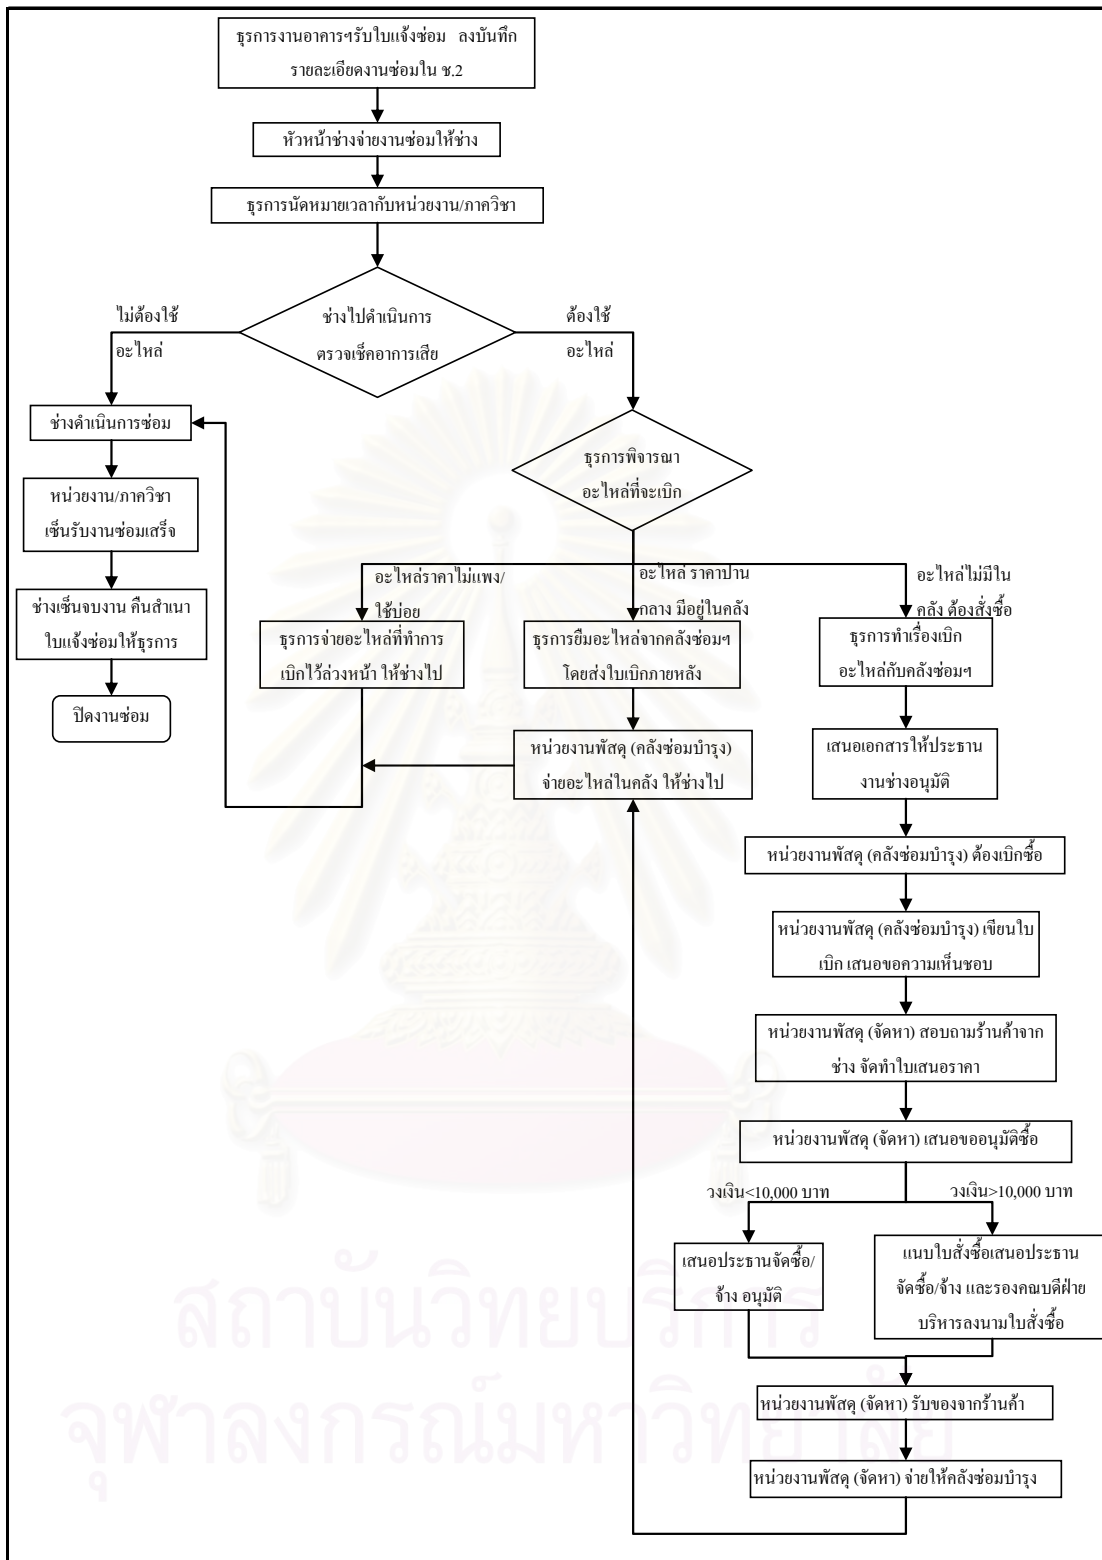 ธุรการงานอาคารฯรับใบแจ้งซ่อม ลงบันทึก
รายละเอียดงานซ่อมใน ช.2
หัวหน้าช่างจ่ายงานซ่อมให้ช่าง
ธุรการนัดหมายเวลากับหน่วยงาน/ภาควิชา
ช่างไปดำเนินการ
ตรวจเช็คอาการเสีย
ไม่ต้องใช้
อะไหล่
ต้องใช้
อะไหล่
ช่างดำเนินการซ่อม
หน่วยงาน/ภาควิชา
เซ็นรับงานซ่อมเสร็จ
ช่างเซ็นจบงาน คืนสำเนา
ใบแจ้งซ่อมให้ธุรการ
ปิดงานซ่อม
ธุรการพิจารณา
อะไหล่ที่จะเบิก
อะไหล่ราคาไม่แพง/
ใช้บ่อย
อะไหล่ ราคาปาน
กลาง มีอยู่ในคลัง
อะไหล่ไม่มีใน
คลัง ต้องสั่งซื้อ
ธุรการจ่ายอะไหล่ที่ทำการ
เบิกไว้ล่วงหน้า ให้ช่างไป
ธุรการยืมอะไหล่จากคลังซ่อมฯ
โดยส่งใบเบิกภายหลัง
ธุรการทำเรื่องเบิก
อะไหล่กับคลังซ่อมฯ
หน่วยงานพัสดุ (คลังซ่อมบำรุง)
จ่ายอะไหล่ในคลัง ให้ช่างไป
เสนอเอกสารให้ประธาน
งานช่างอนุมัติ
หน่วยงานพัสดุ (คลังซ่อมบำรุง) ต้องเบิกซื้อ
หน่วยงานพัสดุ (คลังซ่อมบำรุง) เขียนใบ
เบิก เสนอขอความเห็นชอบ
หน่วยงานพัสดุ (จัดหา) สอบถามร้านค้าจาก
ช่าง จัดทำใบเสนอราคา
หน่วยงานพัสดุ (จัดหา) เสนอขออนุมัติซื้อ
วงเงิน<10,000 บาท
วงเงิน>10,000 บาท
เสนอประธานจัดซื้อ/
จ้าง อนุมัติ
แนบใบสั่งซื้อเสนอประธาน
จัดซื้อ/จ้าง และรองคณบดีฝ่าย
บริหารลงนามใบสั่งซื้อ
หน่วยงานพัสดุ (จัดหา) รับของจากร้านค้า
หน่วยงานพัสดุ (จัดหา) จ่ายให้คลังซ่อมบำรุง
สถาบันวิทยบริการ
จุฬาลงกรณ์มหาวิทยาลัย